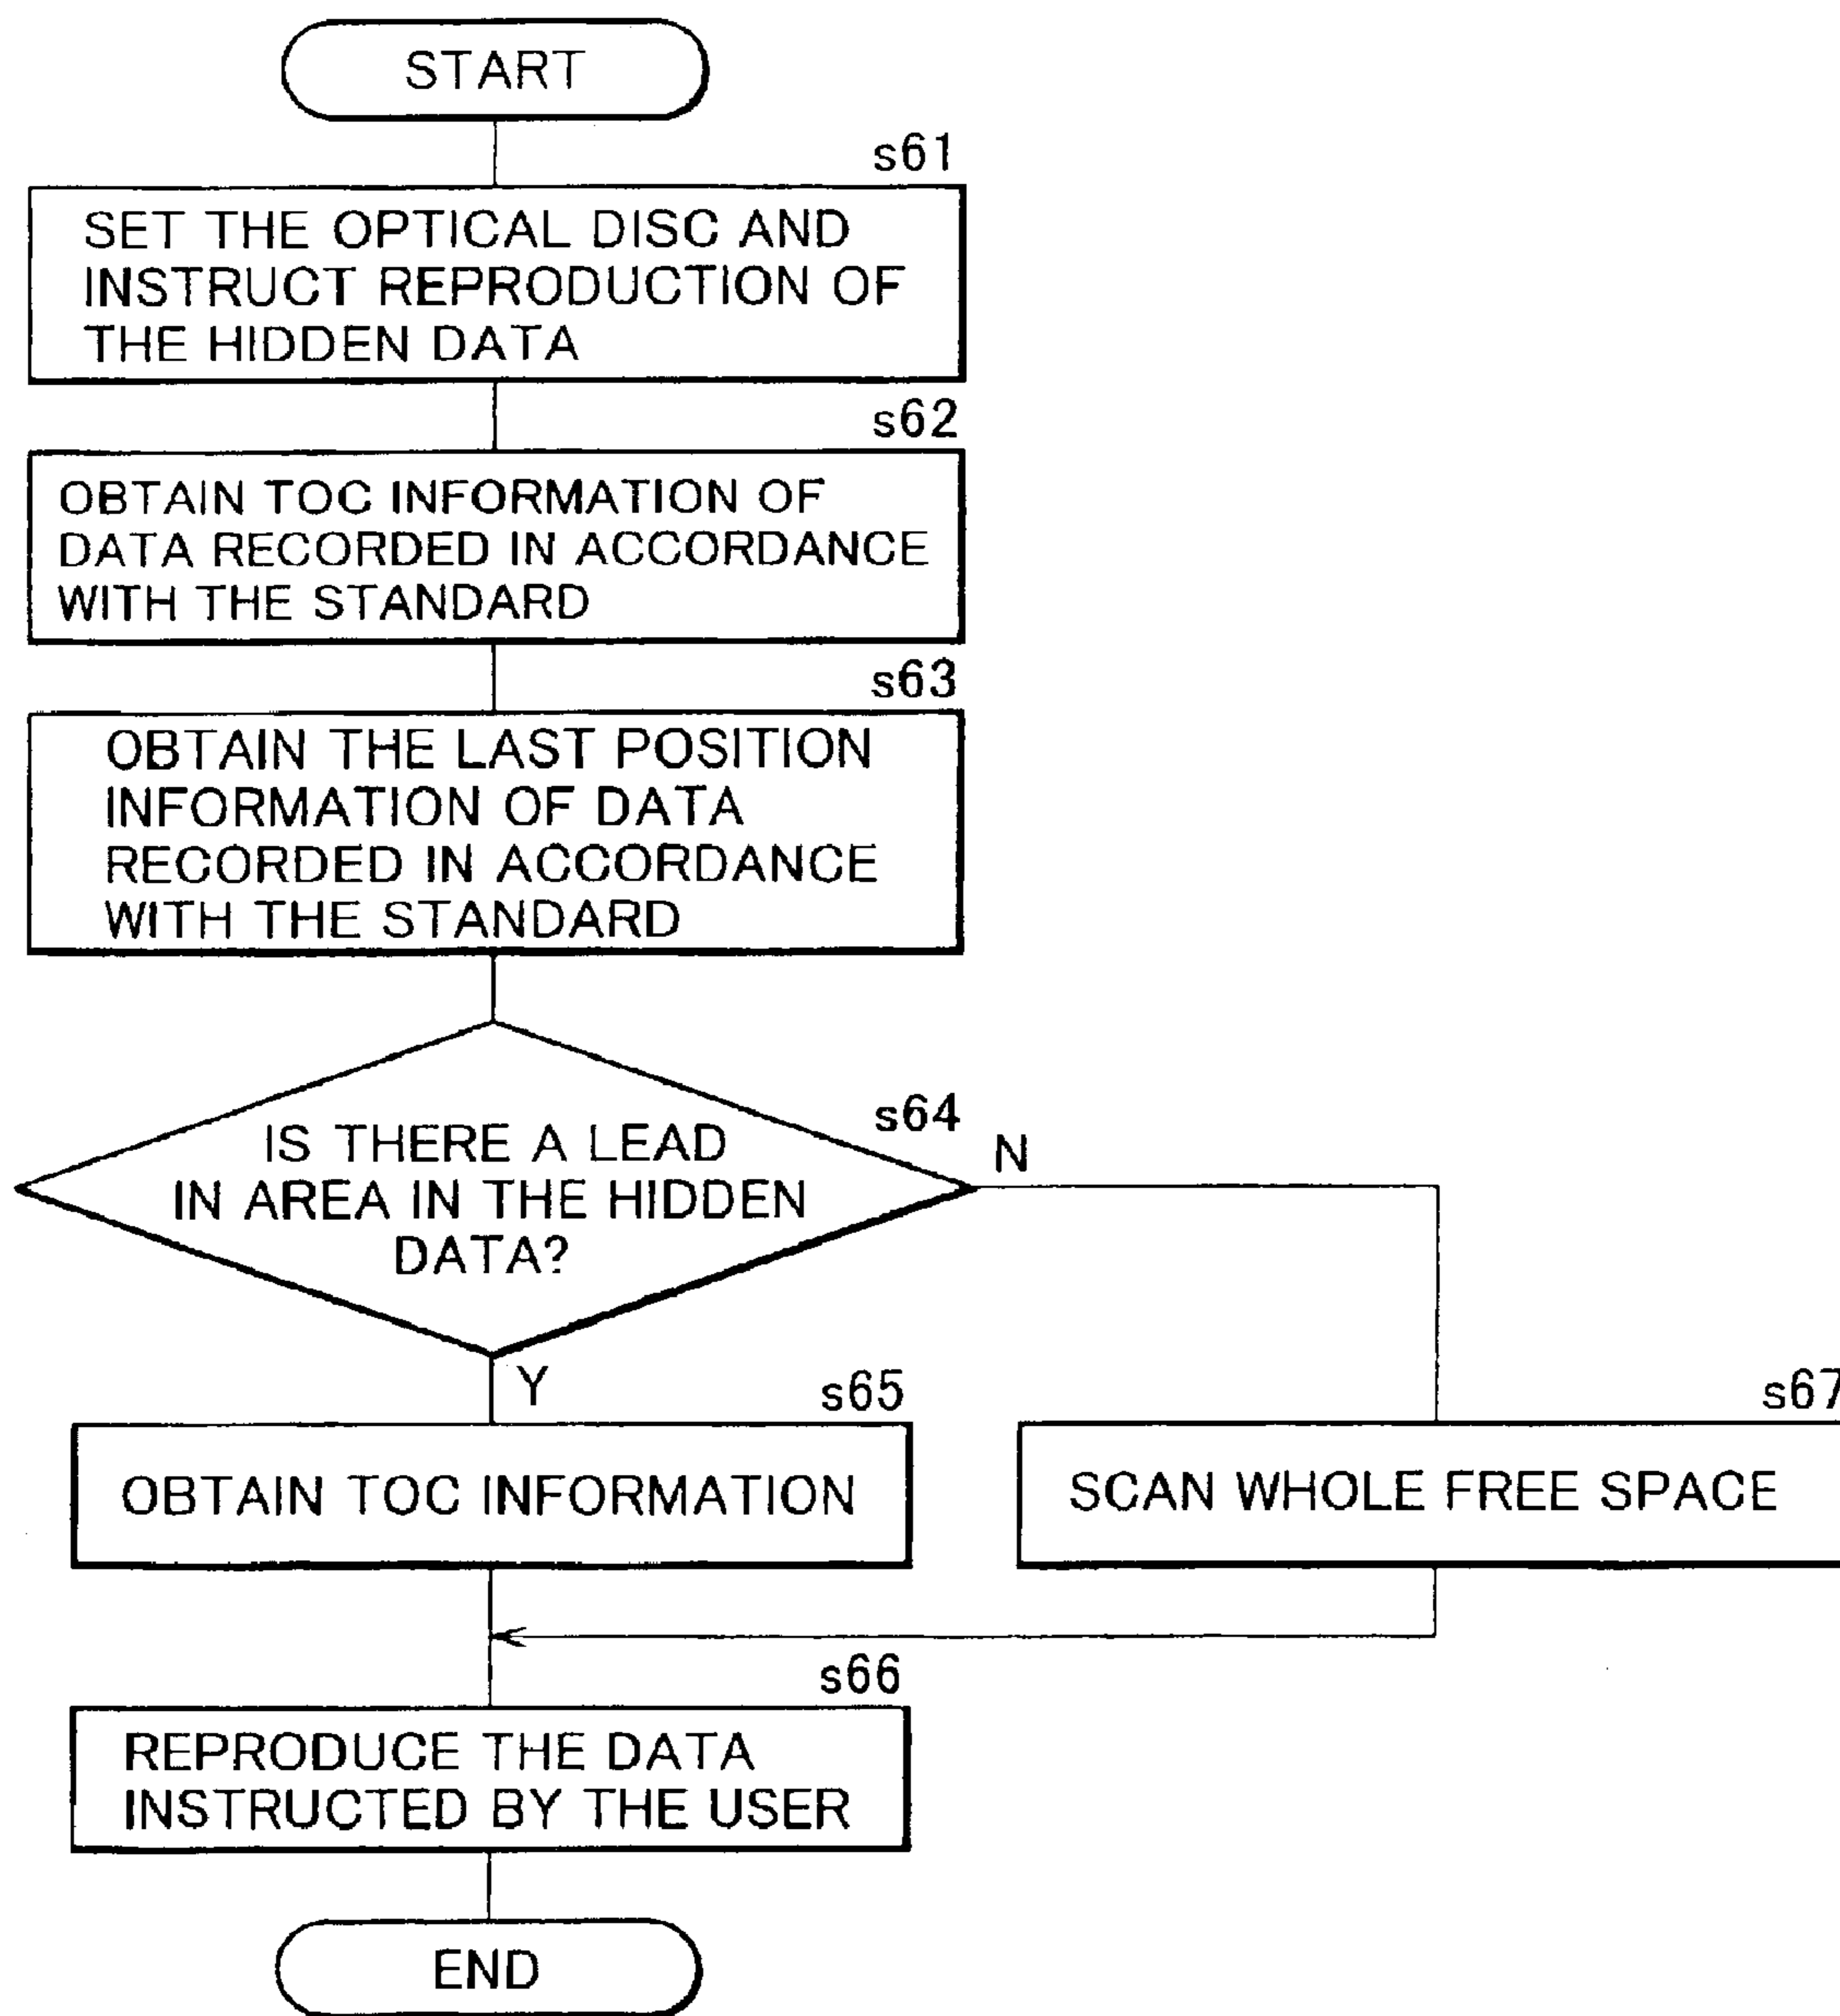 START
s61
SET THE OPTICAL DISC AND
INSTRUCT REPRODUCTION OF
THE HIDDEN DATA
s62
OBTAIN TOC INFORMATION OF
DATA RECORDED IN ACCORDANCE
WITH THE STANDARD
s63
OBTAIN THE LAST POSITION
INFORMATION OF DATA
RECORDED IN ACCORDANCE
WITH THE STANDARD
s64
N
IS THERE A LEAD
IN AREA IN THE HIDDEN
DATA?
Y
s65
OBTAIN TOC INFORMATION
s67
SCAN WHOLE FREE SPACE
s66
REPRODUCE THE DATA
INSTRUCTED BY THE USER
END